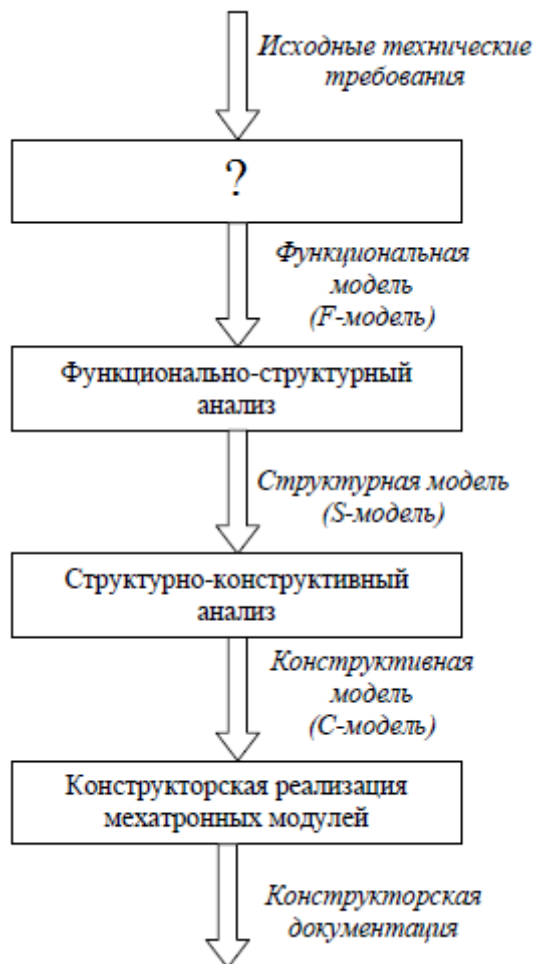 Исходные технические
требования
?
Функциональная
модель
(F-модель)
Функционально-структурный
анализ
Структурная модель
(S-модель)
Структурно-конструктивный
анализ
Конструктивная
модель
(C-модель)
Конструкторская реализация
мехатронных модулей
Конструкторская
документация